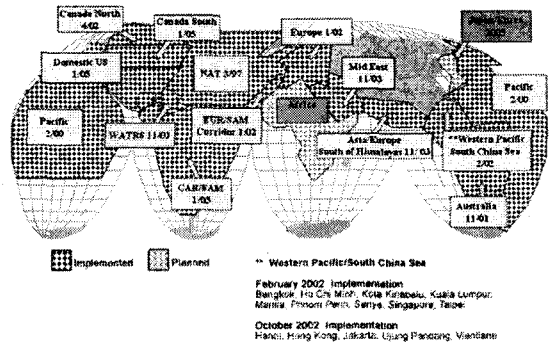 Canada North
4/02
Canada South
1/05
Europe 1/02
Japan/Korea
2005
Domestic US
1/05
NAT 3/97
Mid East
11/03
Pacific
2/00
Pacific
2/00
WATRS 11/01
EUR/SAM
Corridor 1/02
Africa
Asia/Europe
South of Himalayas 11/03
**Western Pacific
South China Sea
2/02
CAR/SAM
1/05
Australia
11/01
Implemented
Planned
** Western Pacific/South China Sea
February 2002 Implementation
Bangkok, Ho Chi Minh, Kota Kinabalu, Kuala Lumpur,
Manila, Phnom Penh, Sanya, Singapore, Taipei
October 2002 Implementation
Hanoi, Hong Kong, Jakarta, Ujung Pandang, Vientiane